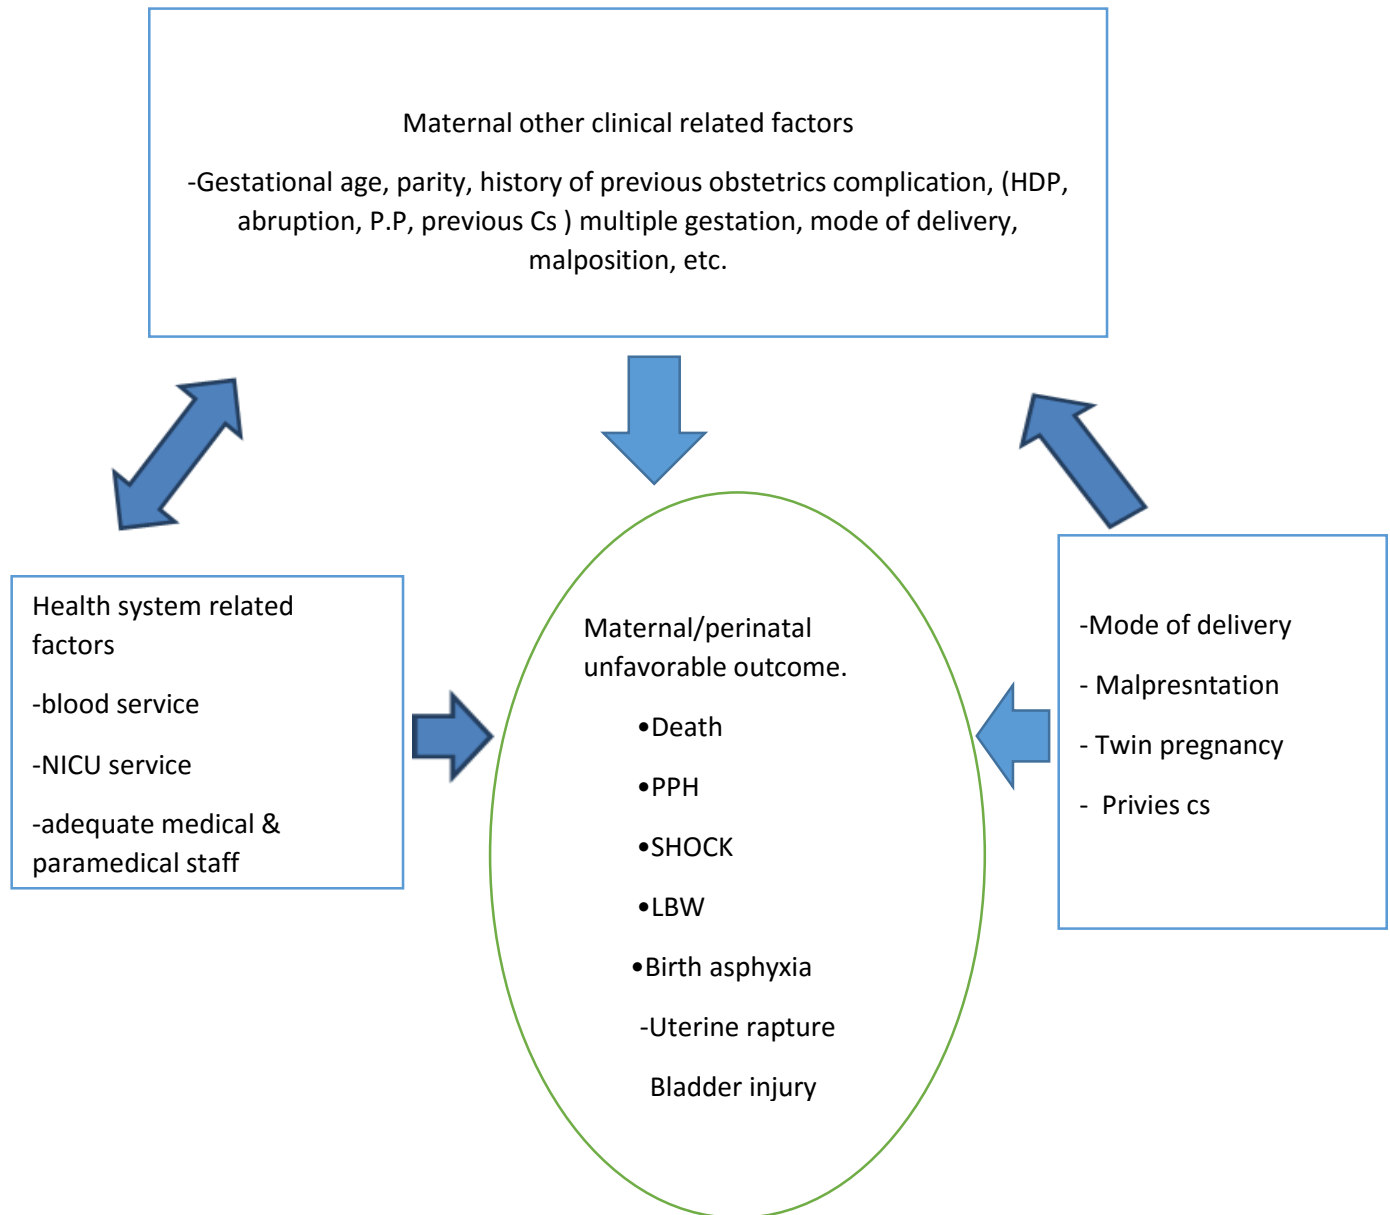 Maternal other clinical related factors
-Gestational age, parity, history of previous obstetrics complication, (HDP,
abruption, P.P, previous Cs ) multiple gestation, mode of delivery,
malposition, etc.
Health system related
factors
-blood service
-NICU service
-adequate medical &
paramedical staff
Maternal/perinatal
unfavorable outcome.
•Death
•PPH
•SHOCK
•LBW
•Birth asphyxia
-Uterine rapture
Bladder injury
-Mode of delivery
- Malpresntation
- Twin pregnancy
- Privies cs